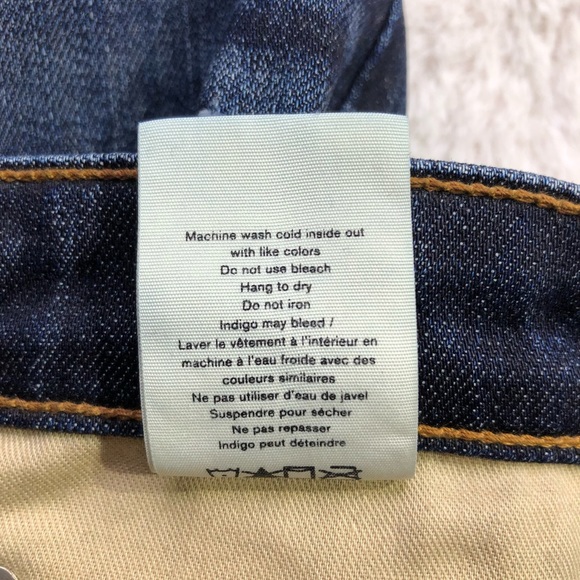 Machine wash cold inside out
with like colors
Do not use bleach
Hang to dry
Do not iron
Indigo may bleed /
Laver le vêtement à l'intérieur en
machine à l'eau froide avec des
couleurs similaires
Ne pas utiliser d'eau de javel
Suspendre pour sécher
Ne pas repasser
Indigo peut déteindre